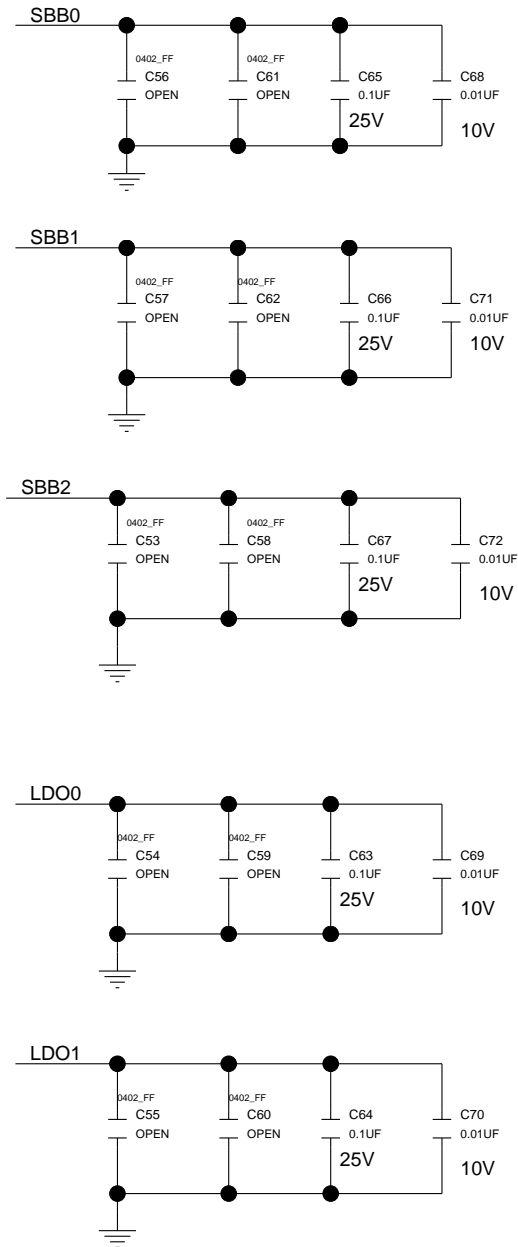 SBB0
0402_FF 0402_FF
C56 C61 C65 C68
OPEN OPEN 0.1UF 0.01UF
25V 10V
SBB1
0402_FF 0402_FF
C57 C62 C66 C71
OPEN OPEN 0.1UF 0.01UF
25V 10V
SBB2
0402_FF 0402_FF
C53 C58 C67 C72
OPEN OPEN 0.1UF 0.01UF
25V 10V
LDO0
0402_FF 0402_FF
C54 C59 C63 C69
OPEN OPEN 0.1UF 0.01UF
25V 10V
LDO1
0402_FF 0402_FF
C55 C60 C64 C70
OPEN OPEN 0.1UF 0.01UF
25V 10V